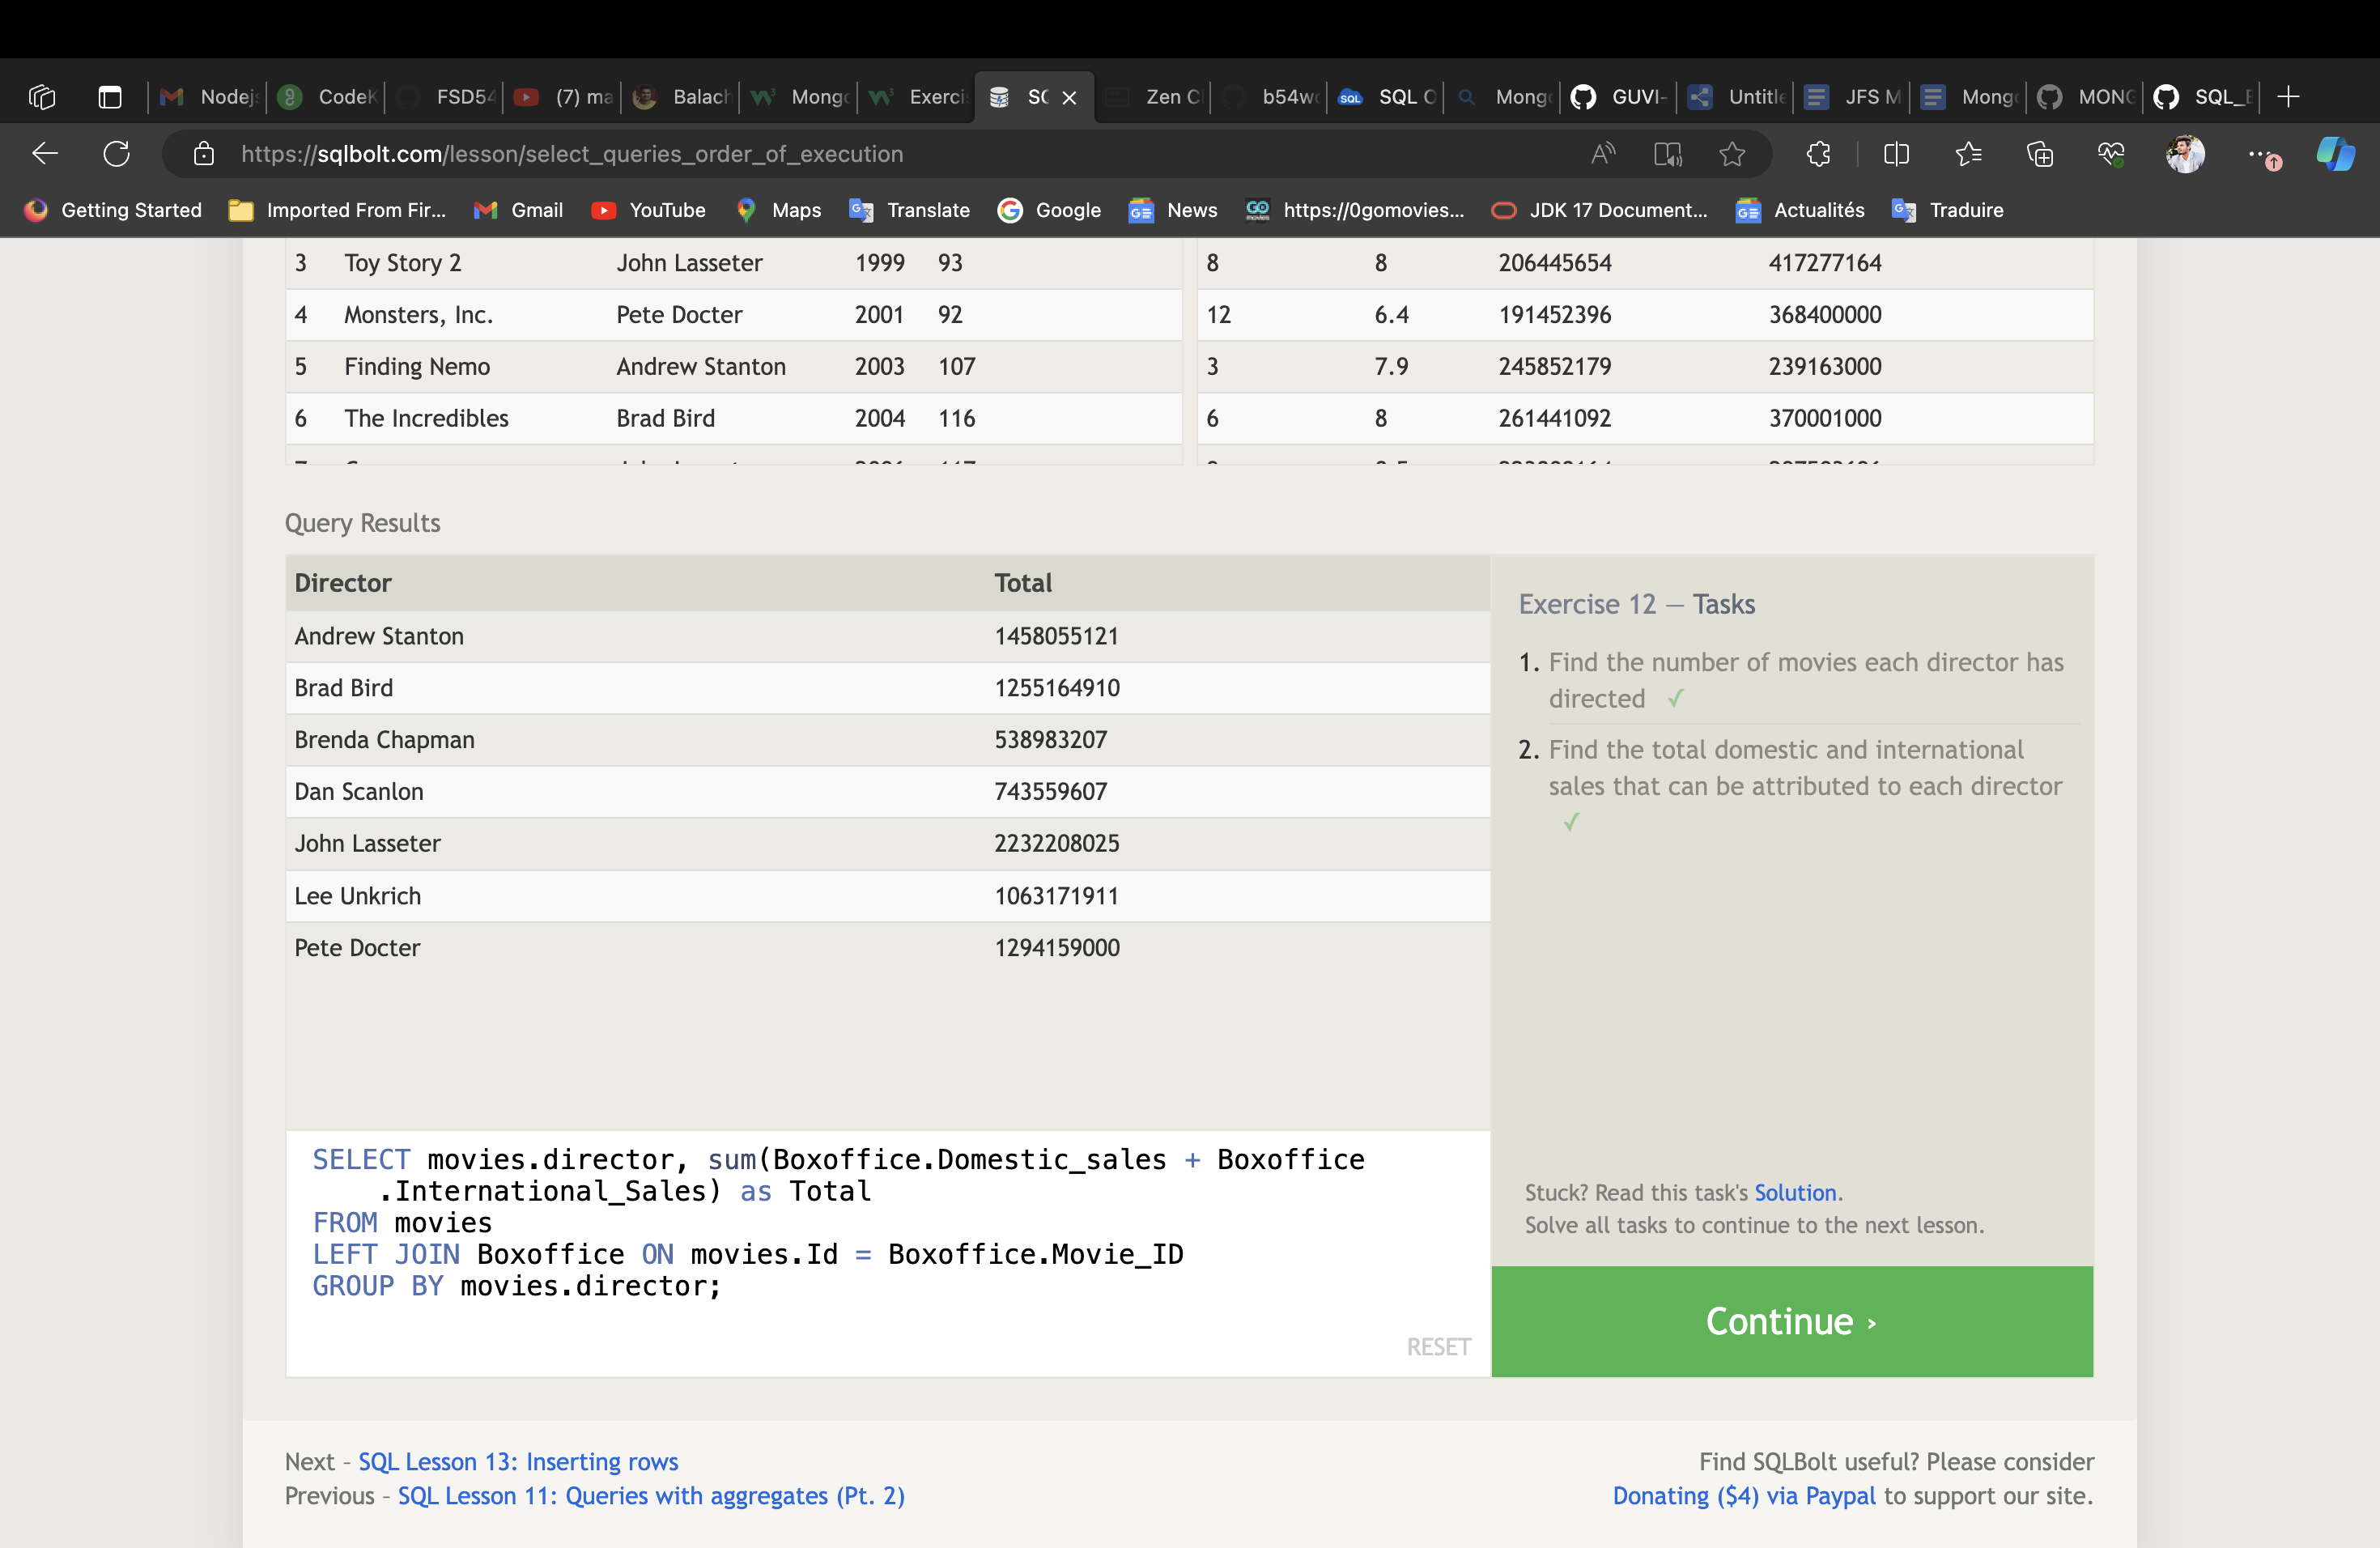 Nodej
CodeK
FSD54
(7) ma
Balach
Mong
Exerci
SQ
Zen C
b54w
SQL O
Mong
GUVI-
Untitle
JFS M
Mong
MONG
SQL_E
https://sqlbolt.com/lesson/select_queries_order_of_execution
Getting Started Imported From Fir... Gmail YouTube Maps Translate Google News https://0gomovies... JDK 17 Document... Actualités Traduire
3 Toy Story 2 John Lasseter 1999 93 8 8 206445654 417277164
4 Monsters, Inc. Pete Docter 2001 92 12 6.4 191452396 368400000
5 Finding Nemo Andrew Stanton 2003 107 3 7.9 245852179 239163000
6 The Incredibles Brad Bird 2004 116 6 8 261441092 370001000
Query Results
Director Total
Andrew Stanton 1458055121
Brad Bird 1255164910
Brenda Chapman 538983207
Dan Scanlon 743559607
John Lasseter 2232208025
Lee Unkrich 1063171911
Pete Docter 1294159000
Exercise 12 — Tasks
1. Find the number of movies each director has
directed ✓
2. Find the total domestic and international
sales that can be attributed to each director
✓
SELECT movies.director, sum(Boxoffice.Domestic_sales + Boxoffice
.International_Sales) as Total
FROM movies
LEFT JOIN Boxoffice ON movies.Id = Boxoffice.Movie_ID
GROUP BY movies.director;
RESET
Stuck? Read this task's Solution.
Solve all tasks to continue to the next lesson.
Continue ›
Next – SQL Lesson 13: Inserting rows
Previous – SQL Lesson 11: Queries with aggregates (Pt. 2)
Find SQLBolt useful? Please consider
Donating ($4) via Paypal to support our site.